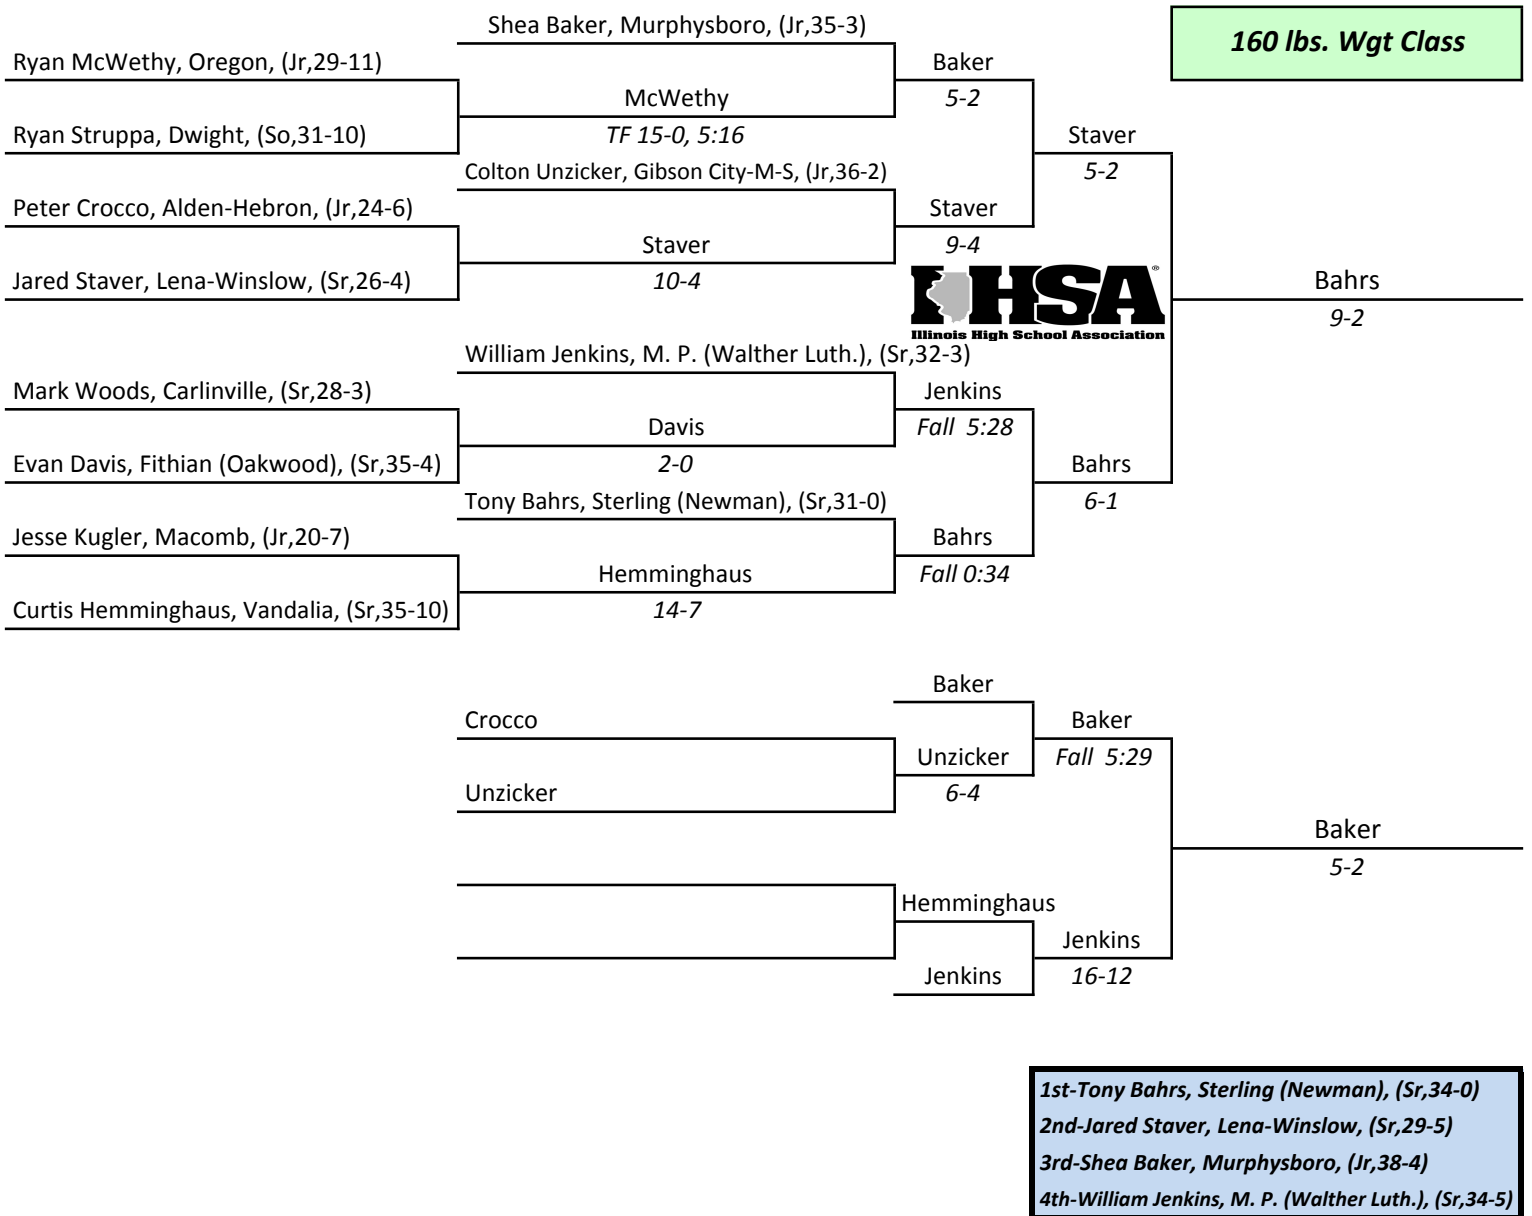 Shea Baker, Murphysboro, (Jr,35-3)
160 lbs. Wgt Class
Ryan McWethy, Oregon, (Jr,29-11)
Baker
McWethy
5-2
Ryan Struppa, Dwight, (So,31-10)
TF 15-0, 5:16
Staver
Colton Unzicker, Gibson City-M-S, (Jr,36-2)
5-2
Peter Crocco, Alden-Hebron, (Jr,24-6)
Staver
Staver
9-4
Jared Staver, Lena-Winslow, (Sr,26-4)
10-4
IHSA®
Illinois High School Association
Bahrs
9-2
William Jenkins, M. P. (Walther Luth.), (Sr,32-3)
Mark Woods, Carlinville, (Sr,28-3)
Jenkins
Davis
Fall 5:28
Evan Davis, Fithian (Oakwood), (Sr,35-4)
2-0
Bahrs
Tony Bahrs, Sterling (Newman), (Sr,31-0)
6-1
Jesse Kugler, Macomb, (Jr,20-7)
Bahrs
Hemminghaus
Fall 0:34
Curtis Hemminghaus, Vandalia, (Sr,35-10)
14-7
Baker
Crocco
Baker
Unzicker
Fall 5:29
Unzicker
6-4
Baker
5-2
Hemminghaus
Jenkins
Jenkins
16-12
1st-Tony Bahrs, Sterling (Newman), (Sr,34-0)
2nd-Jared Staver, Lena-Winslow, (Sr,29-5)
3rd-Shea Baker, Murphysboro, (Jr,38-4)
4th-William Jenkins, M. P. (Walther Luth.), (Sr,34-5)